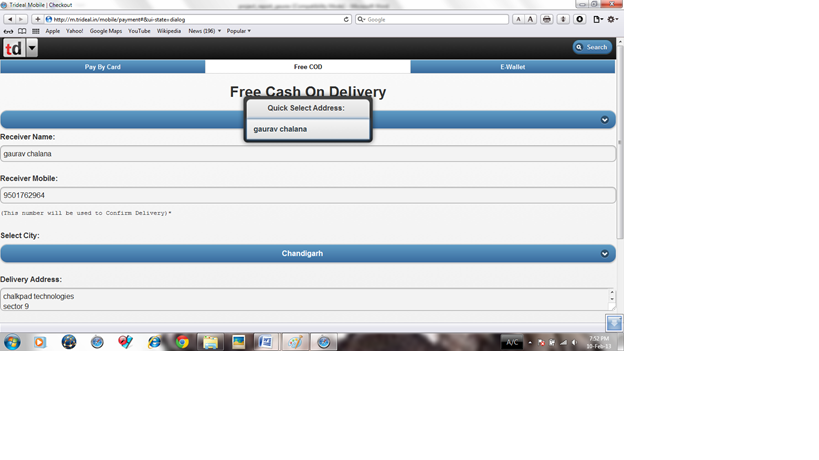 Trideal Mobile | Checkout
http://m.trideal.in/mobile/payment#&ui-state=dialog
Google
A A
Apple Yahoo! Google Maps YouTube Wikipedia News (196) Popular
td
Search
Pay By Card Free COD E-Wallet
Free Cash On Delivery
Quick Select Address:
gaurav chalana
Receiver Name:
gaurav chalana
Receiver Mobile:
9501762964
(This number will be used to Confirm Delivery)*
Select City:
Chandigarh
Delivery Address:
chalkpad technologies
sector 9
A/C
7:52 PM
10-Feb-13